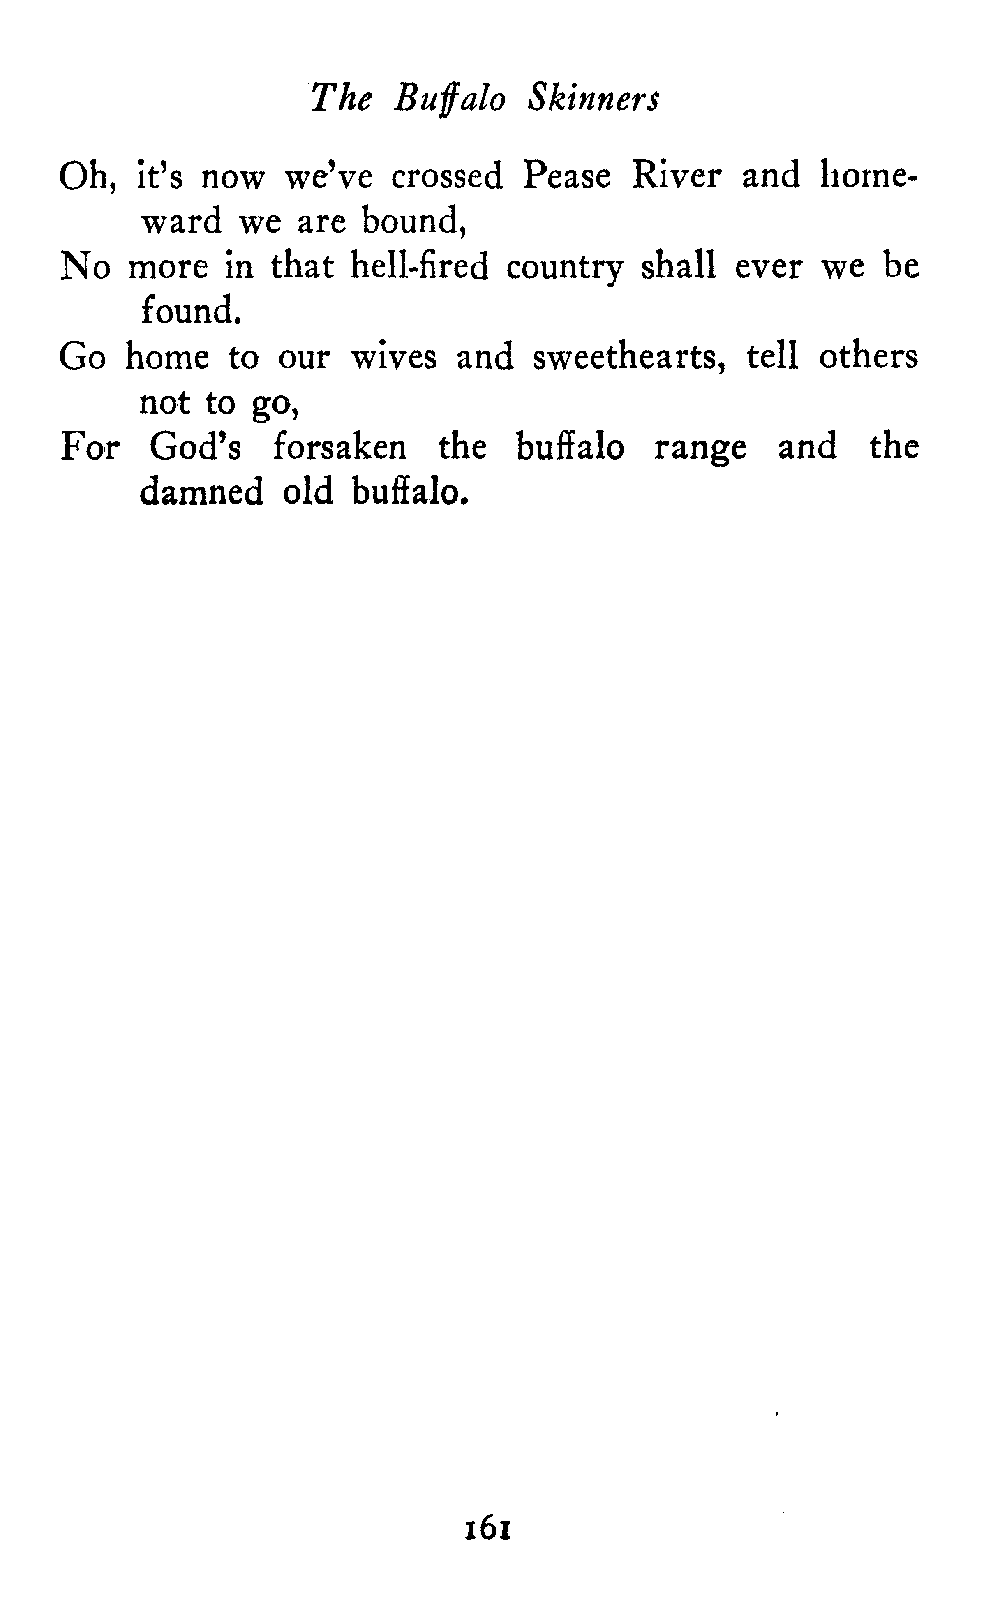 The Buffalo Skinners
Oh, it's now we've crossed Pease River and home-
ward we are bound,
No more in that hell-fired country shall ever we be
found.
Go home to our wives and sweethearts, tell others
not to go,
For God's forsaken the buffalo range and the
damned old buffalo.
161